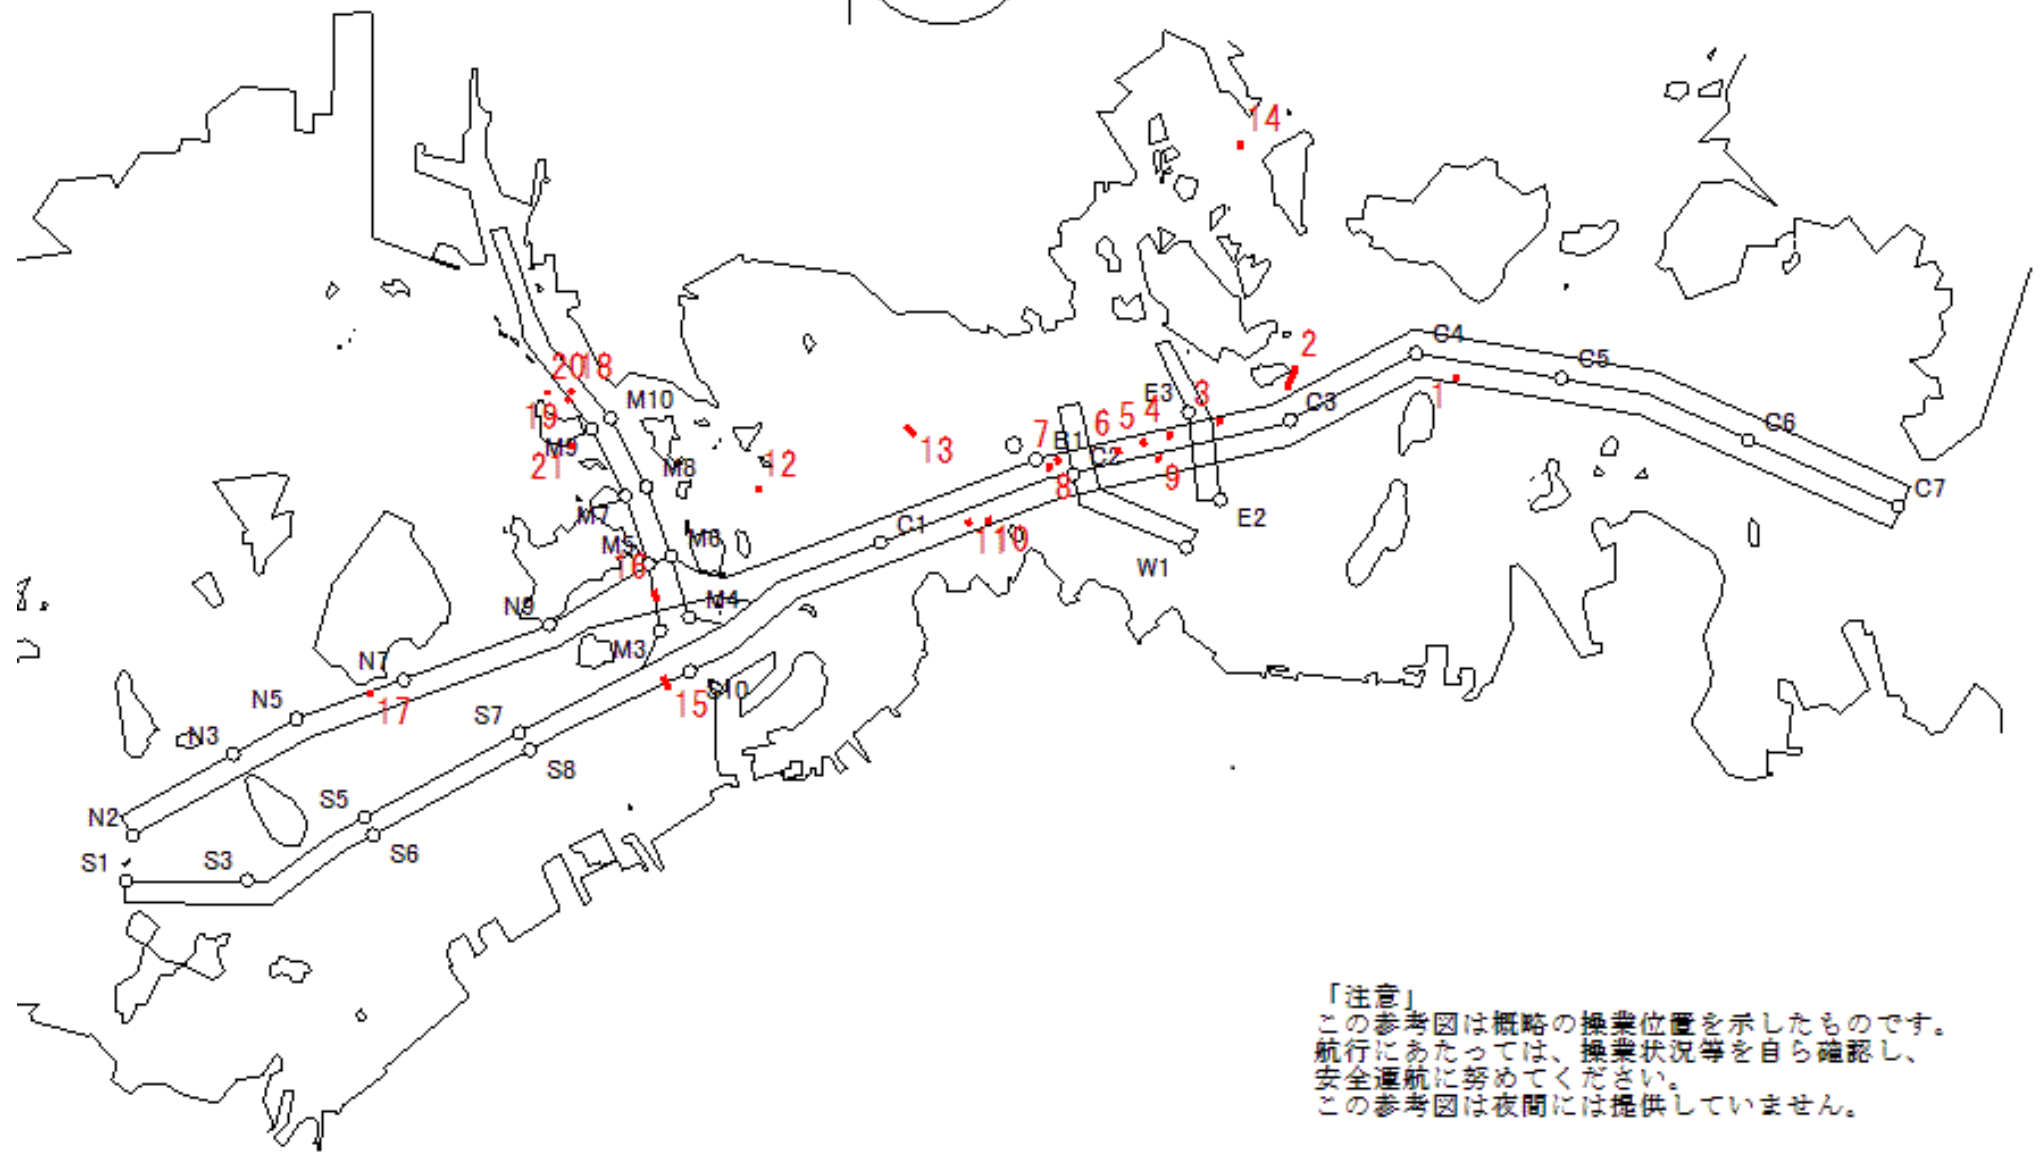 14
2
C4
C5
1
20
18
M10
E3
3
C3
19
13
7
B1
6
5
4
C6
M9
21
M8
12
C2
8
9
C7
M7
M5
M6
C1
11
10
E2
16
W1
N9
M4
M3
N7
N5
17
15
S10
N3
S7
S8
N2
S5
S1
S3
S6
「注意」
この参考図は概略の操業位置を示したものです。
航行にあたっては、操業状況等を自ら確認し、
安全運航に努めてください。
この参考図は夜間には提供していません。